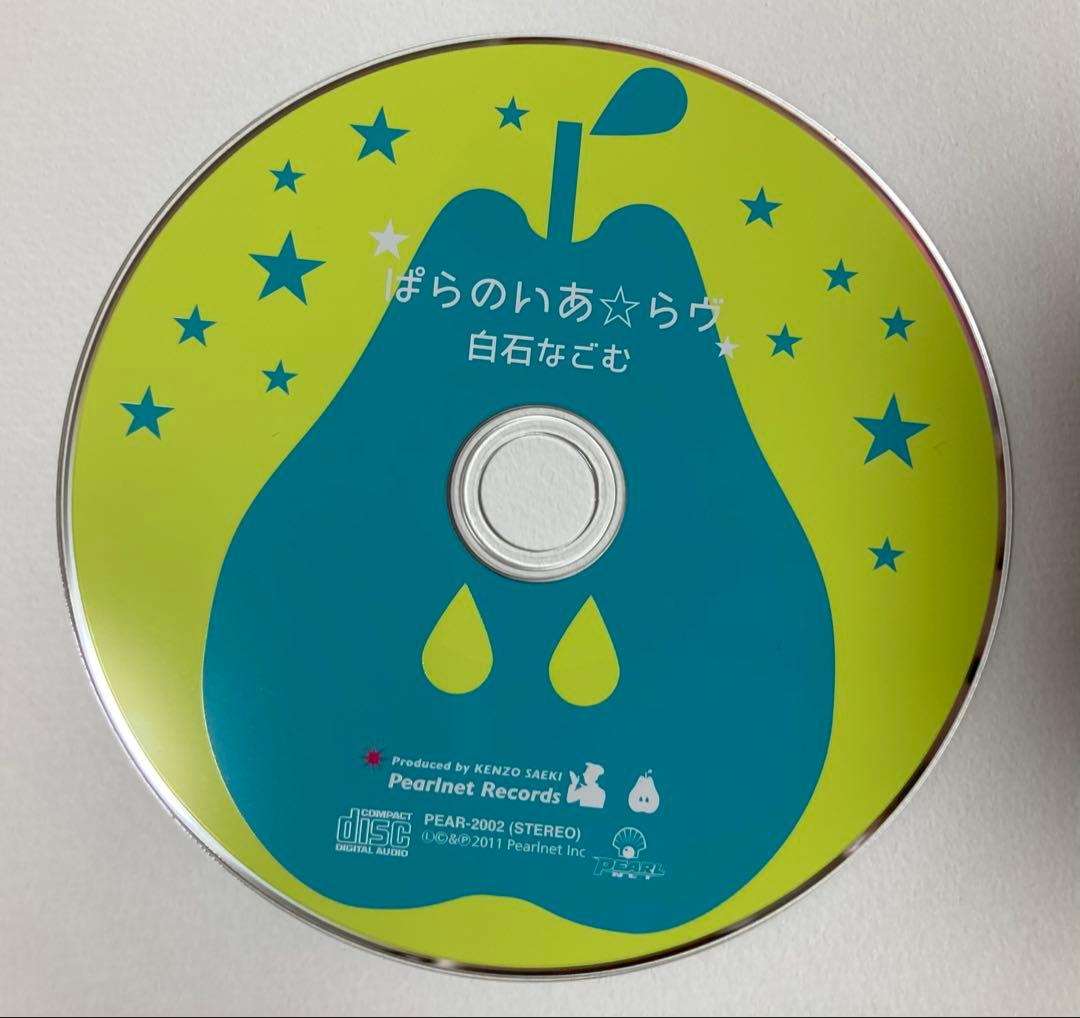 ぱらのいあ☆らヴ
白石なごむ
Produced by KENZO SAEKI
Pearlnet Records
COMPACT
disc
DIGITAL AUDIO
PEAR-2002 (STEREO)
Ⓛ©&℗2011 Pearlnet Inc
PEARL
NET